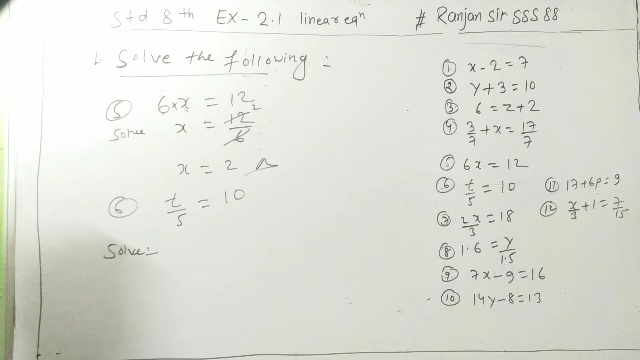 Std 8th EX-2.1 linear eqn # Ranjan Sir SSS 88
1. Solve the following :-
⑤ 6×x = 12
Solve x = 12/6 2
x = 2 A
⑥ t/5 = 10
Solve:-
① x-2=7
② y+3=10
③ 6=z+2
④ 3/7+x=17/7
⑤ 6x=12
⑥ t/5=10
⑦ 2x/3=18
⑧ 1.6=y/1.5
⑨ 7x-9=16
⑩ 14y-8=13
⑪ 17+6p=9
⑫ x/3+1=7/15